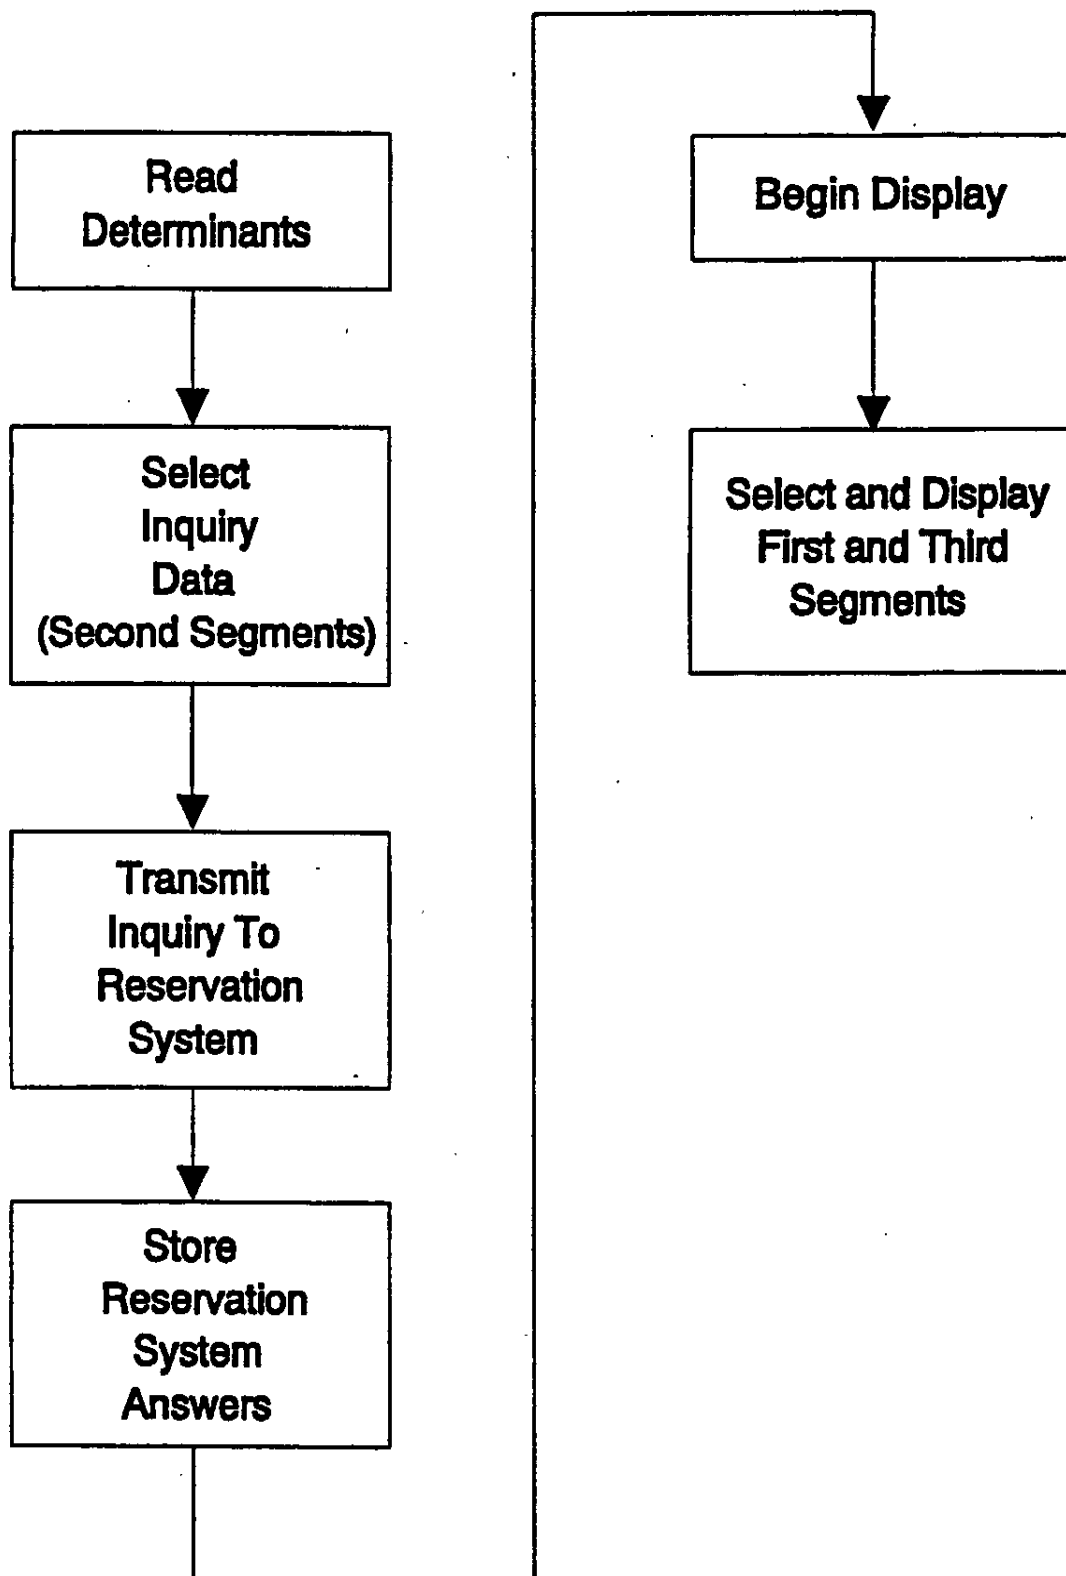 Read
Determinants
Select
Inquiry
Data
(Second Segments)
Transmit
Inquiry To
Reservation
System
Store
Reservation
System
Answers
Begin Display
Select and Display
First and Third
Segments